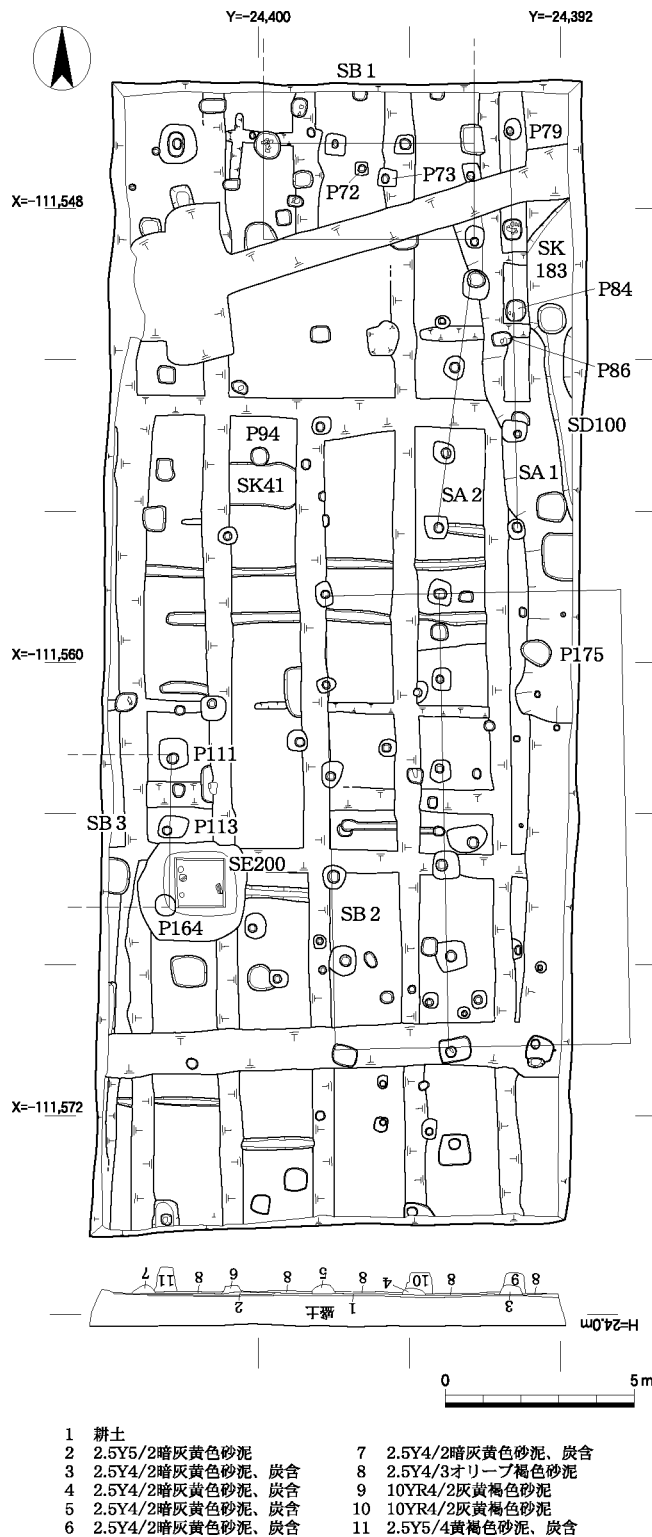 Y=-24,400
Y=-24,392
SB 1
P79
P72
P73
X=-111,548
SK
183
P84
P86
P94
SD100
SK41
SA 2
SA 1
X=-111,560
P175
P111
SB 3
P113
SE200
SB 2
P164
X=-111,572
7
11
8
6
8
5
8
4
10
8
9
8
2
盛土
1
3
H=24.0m
0
5m
1 耕土
2 2.5Y5/2暗灰黄色砂泥
3 2.5Y4/2暗灰黄色砂泥、炭含
4 2.5Y4/2暗灰黄色砂泥、炭含
5 2.5Y4/2暗灰黄色砂泥、炭含
6 2.5Y4/2暗灰黄色砂泥、炭含
7 2.5Y4/2暗灰黄色砂泥、炭含
8 2.5Y4/3オリーブ褐色砂泥
9 10YR4/2灰黄褐色砂泥
10 10YR4/2灰黄褐色砂泥
11 2.5Y5/4黄褐色砂泥、炭含